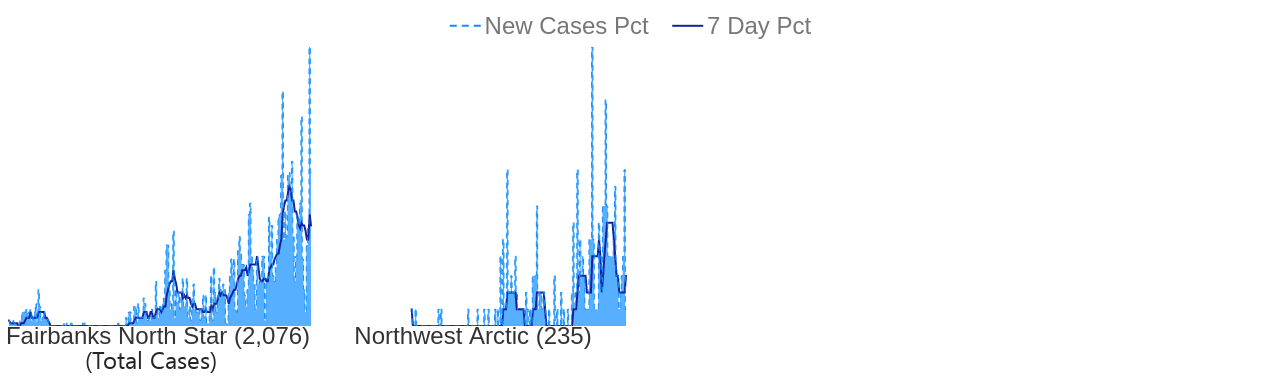 New Cases Pct 7 Day Pct
Fairbanks North Star (2,076) Northwest Arctic (235)
(Total Cases)